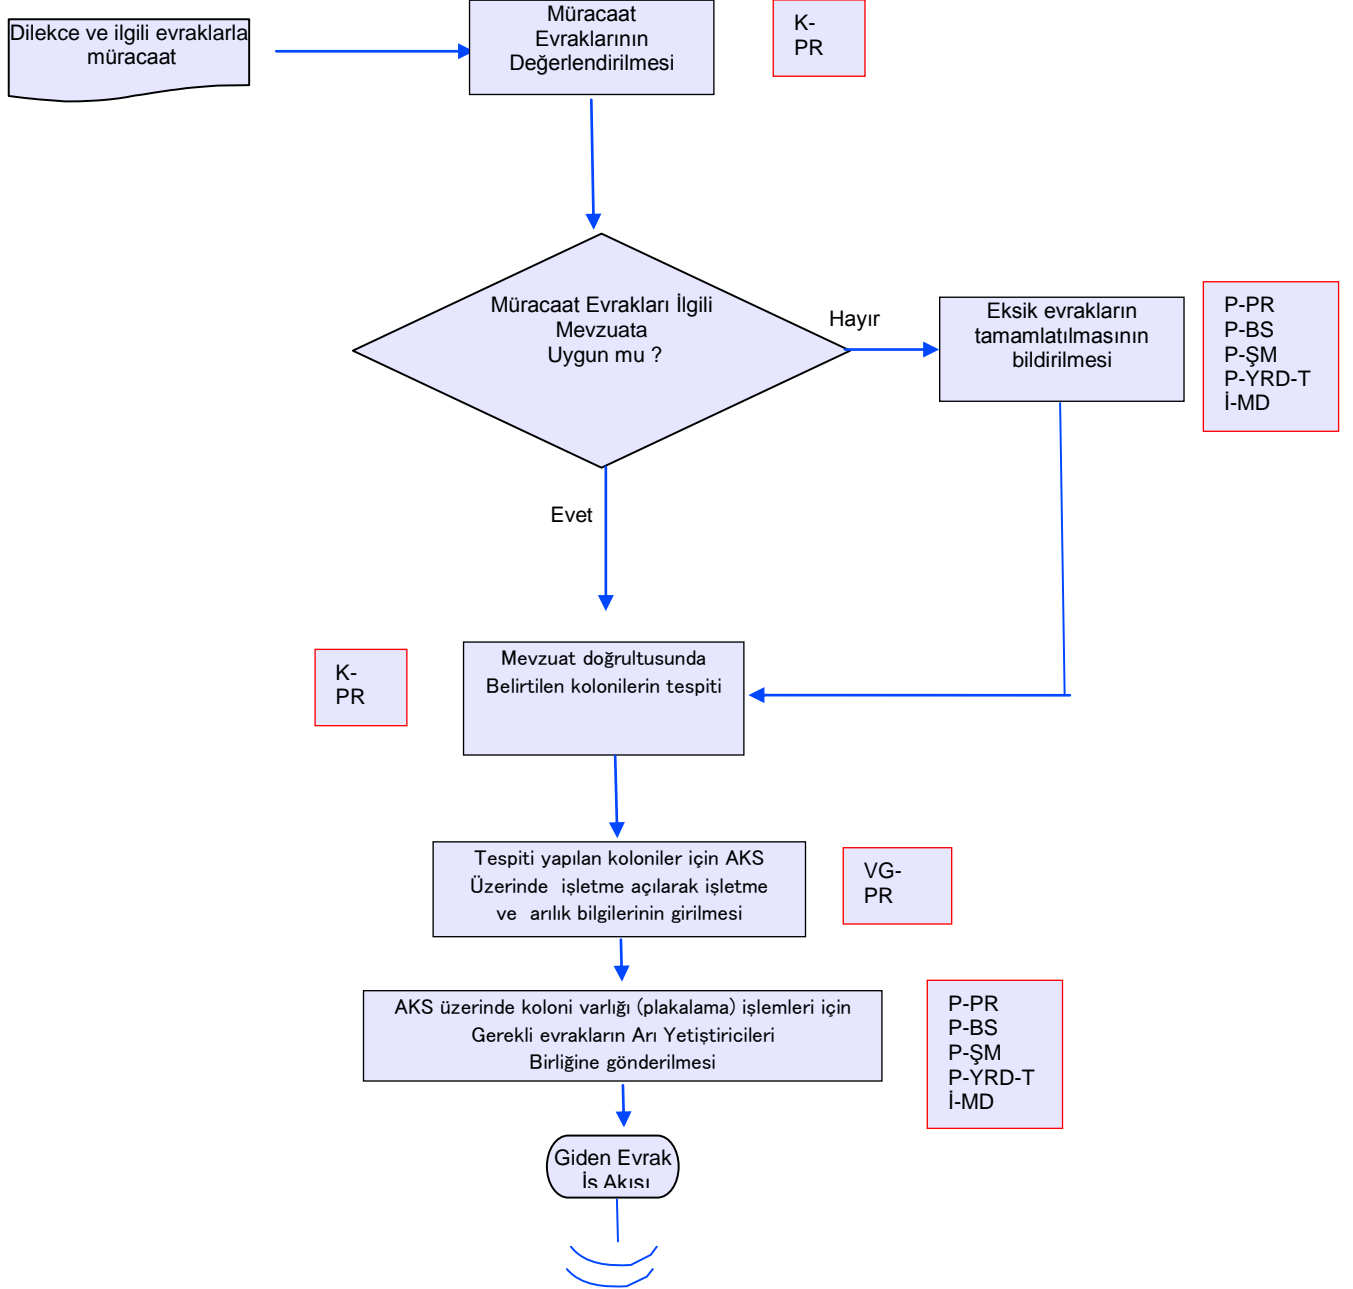 Dilekce ve ilgili evraklarla
müracaat
Müracaat
Evraklarının
Değerlendirilmesi
K-
PR
Müracaat Evrakları İlgili
Mevzuata
Uygun mu ?
Hayır
Eksik evrakların
tamamlatılmasının
bildirilmesi
P-PR
P-BS
P-ŞM
P-YRD-T
İ-MD
Evet
K-
PR
Mevzuat doğrultusunda
Belirtilen kolonilerin tespiti
Tespiti yapılan koloniler için AKS
Üzerinde işletme açılarak işletme
ve arılık bilgilerinin girilmesi
VG-
PR
AKS üzerinde koloni varlığı (plakalama) işlemleri için
Gerekli evrakların Arı Yetiştiricileri
Birliğine gönderilmesi
P-PR
P-BS
P-ŞM
P-YRD-T
İ-MD
Giden Evrak
İş Akışı